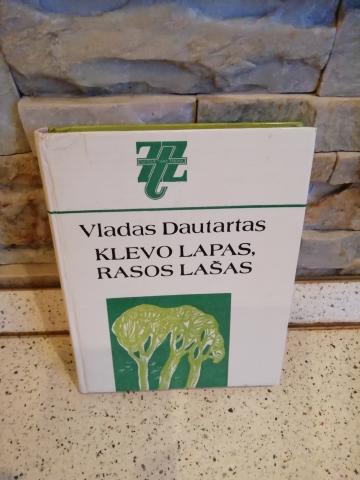 Vladas Dautartas
KLEVO LAPAS,
RASOS LAŠAS